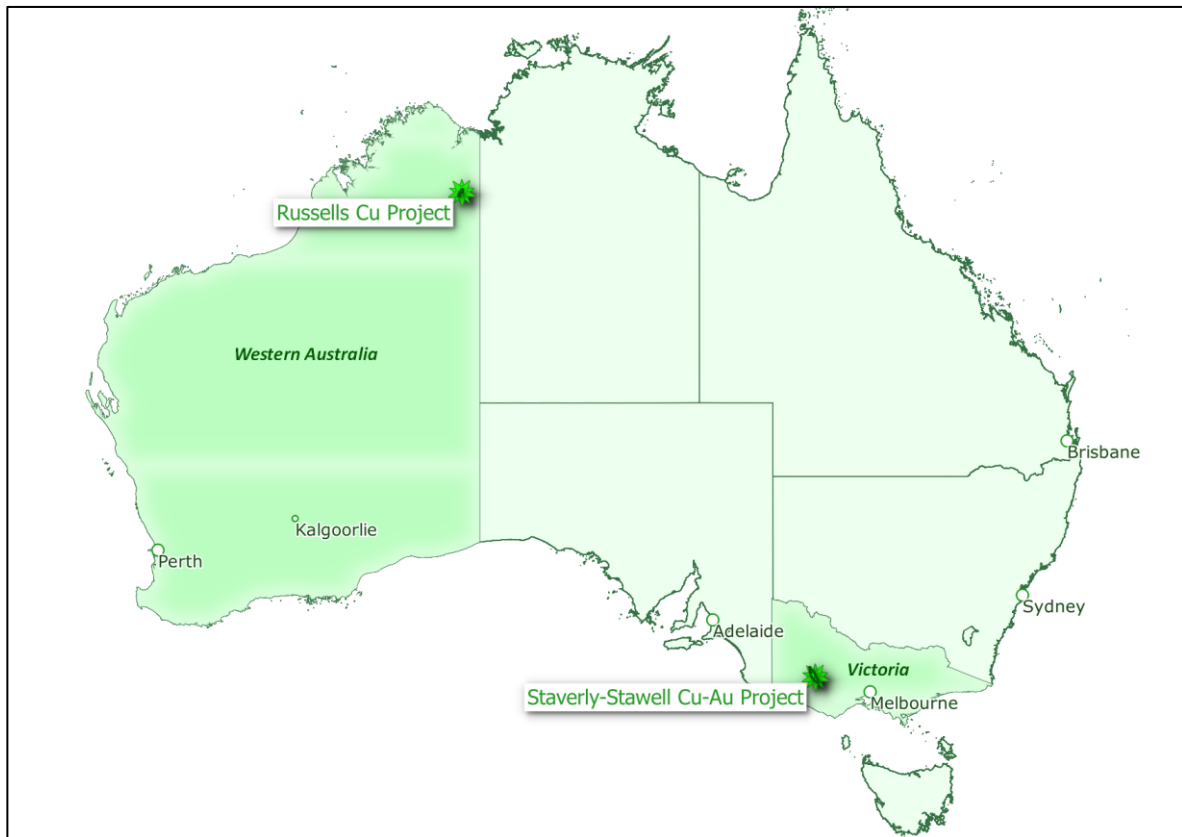 Russells Cu Project
Western Australia
Brisbane
Kalgoorlie
Perth
Sydney
Adelaide
Victoria
Staverly-Stawell Cu-Au Project
Melbourne